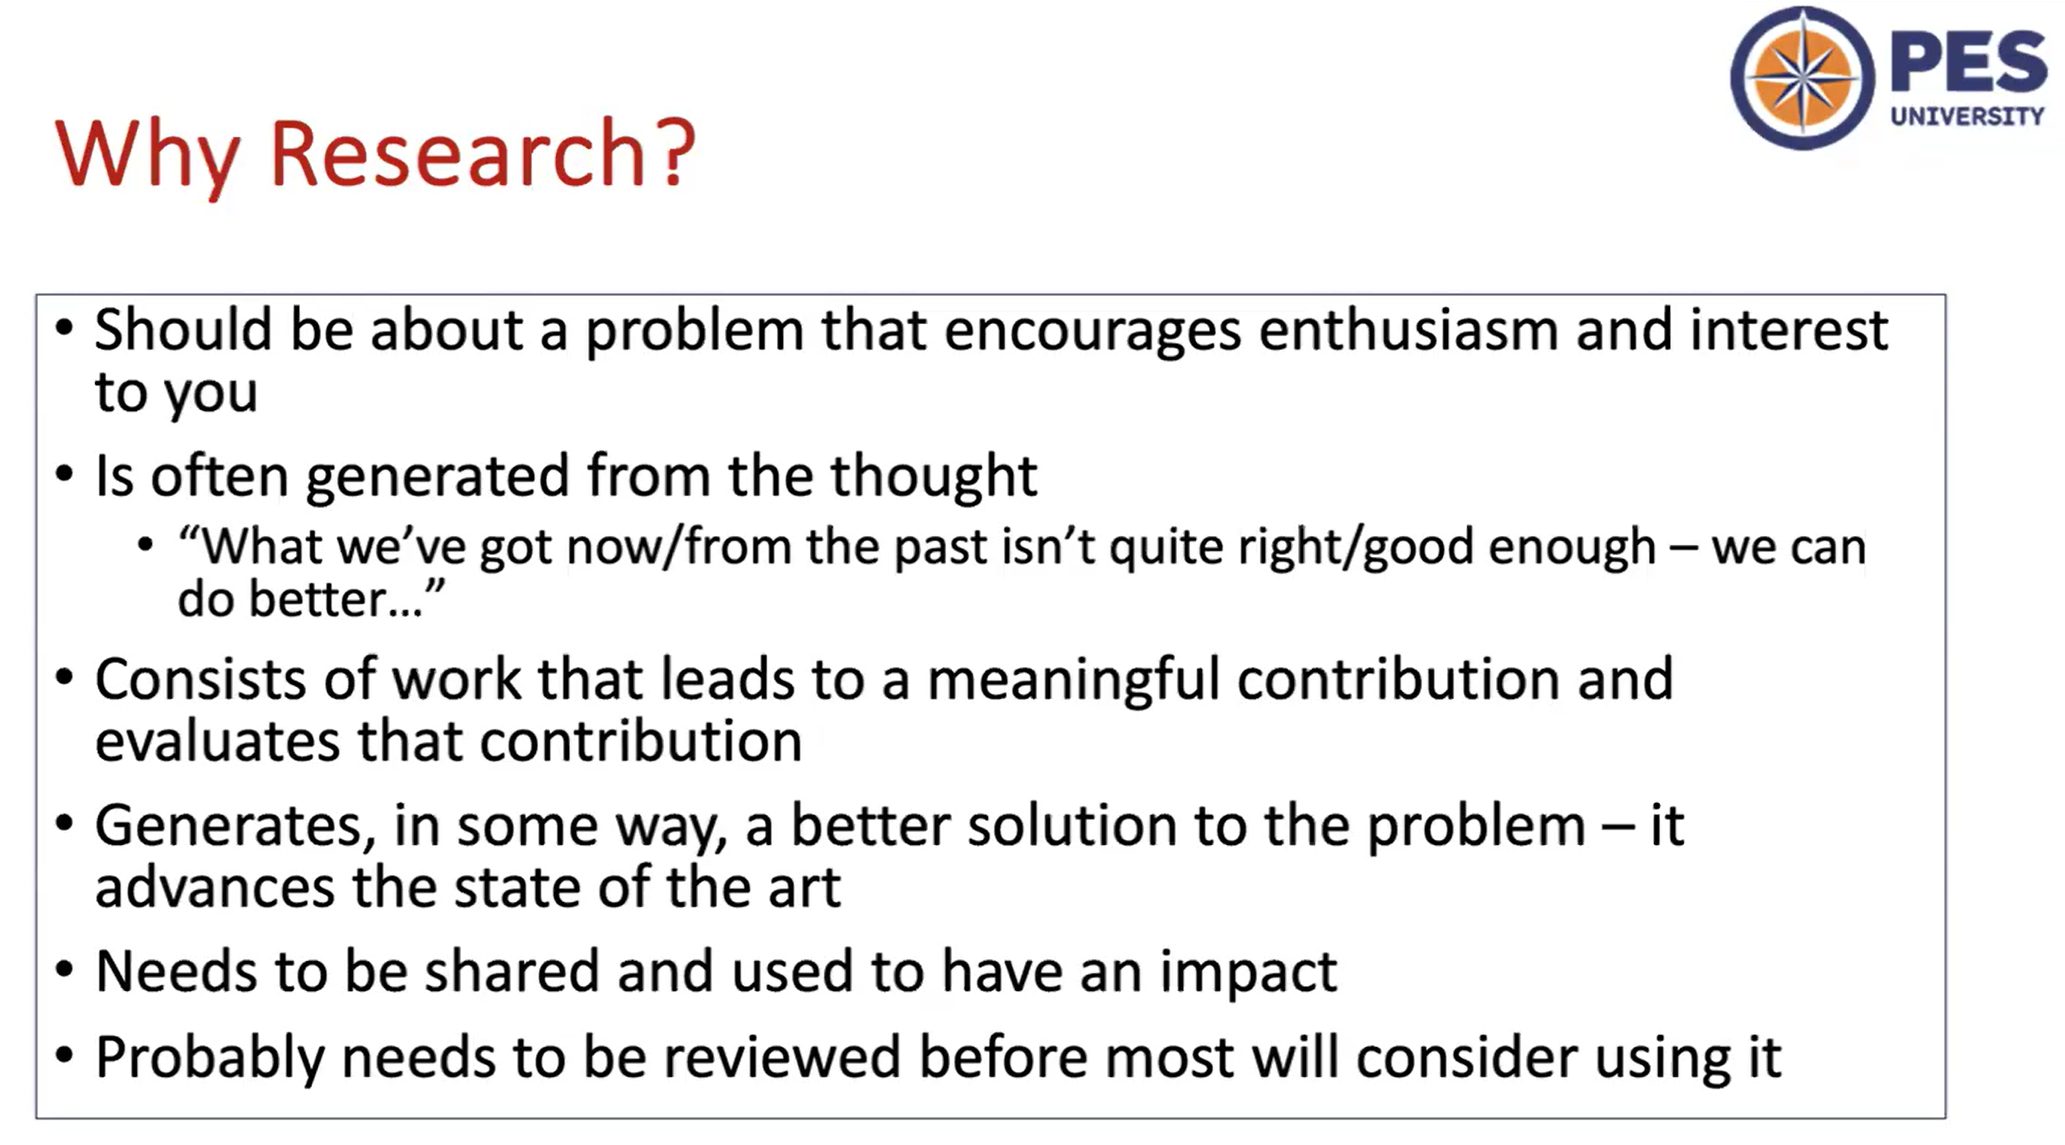 PES
UNIVERSITY
Why Research?
• Should be about a problem that encourages enthusiasm and interest
to you
• Is often generated from the thought
• “What we’ve got now/from the past isn’t quite right/good enough – we can
do better…”
• Consists of work that leads to a meaningful contribution and
evaluates that contribution
• Generates, in some way, a better solution to the problem – it
advances the state of the art
• Needs to be shared and used to have an impact
• Probably needs to be reviewed before most will consider using it